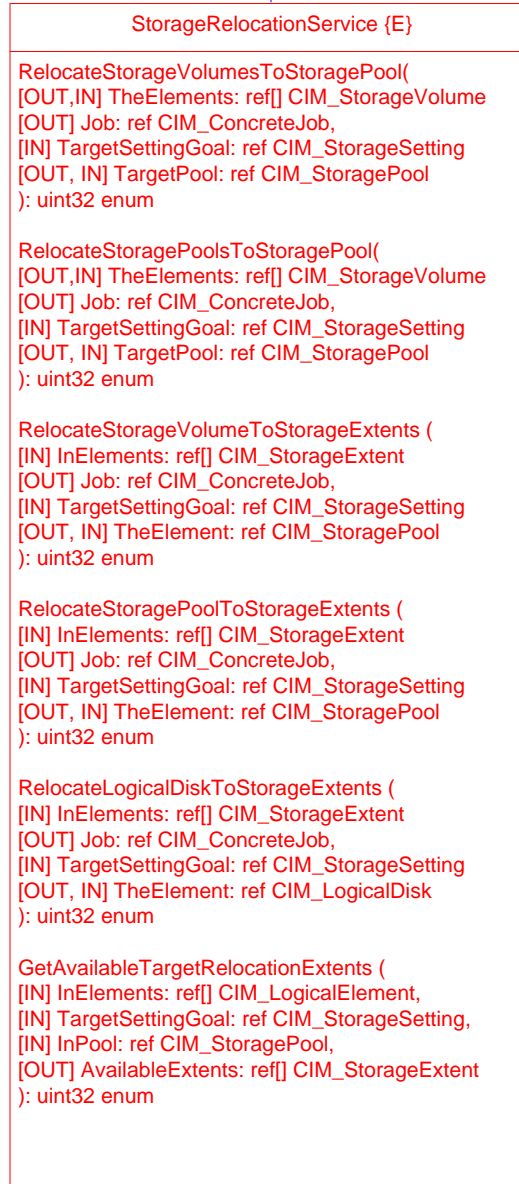 StorageRelocationService {E}
RelocateStorageVolumesToStoragePool(
[OUT,IN] TheElements: ref[] CIM_StorageVolume
[OUT] Job: ref CIM_ConcreteJob,
[IN] TargetSettingGoal: ref CIM_StorageSetting
[OUT, IN] TargetPool: ref CIM_StoragePool
): uint32 enum
RelocateStoragePoolsToStoragePool(
[OUT,IN] TheElements: ref[] CIM_StorageVolume
[OUT] Job: ref CIM_ConcreteJob,
[IN] TargetSettingGoal: ref CIM_StorageSetting
[OUT, IN] TargetPool: ref CIM_StoragePool
): uint32 enum
RelocateStorageVolumeToStorageExtents (
[IN] InElements: ref[] CIM_StorageExtent
[OUT] Job: ref CIM_ConcreteJob,
[IN] TargetSettingGoal: ref CIM_StorageSetting
[OUT, IN] TheElement: ref CIM_StoragePool
): uint32 enum
RelocateStoragePoolToStorageExtents (
[IN] InElements: ref[] CIM_StorageExtent
[OUT] Job: ref CIM_ConcreteJob,
[IN] TargetSettingGoal: ref CIM_StorageSetting
[OUT, IN] TheElement: ref CIM_StoragePool
): uint32 enum
RelocateLogicalDiskToStorageExtents (
[IN] InElements: ref[] CIM_StorageExtent
[OUT] Job: ref CIM_ConcreteJob,
[IN] TargetSettingGoal: ref CIM_StorageSetting
[OUT, IN] TheElement: ref CIM_LogicalDisk
): uint32 enum
GetAvailableTargetRelocationExtents (
[IN] InElements: ref[] CIM_LogicalElement,
[IN] TargetSettingGoal: ref CIM_StorageSetting,
[IN] InPool: ref CIM_StoragePool,
[OUT] AvailableExtents: ref[] CIM_StorageExtent
): uint32 enum